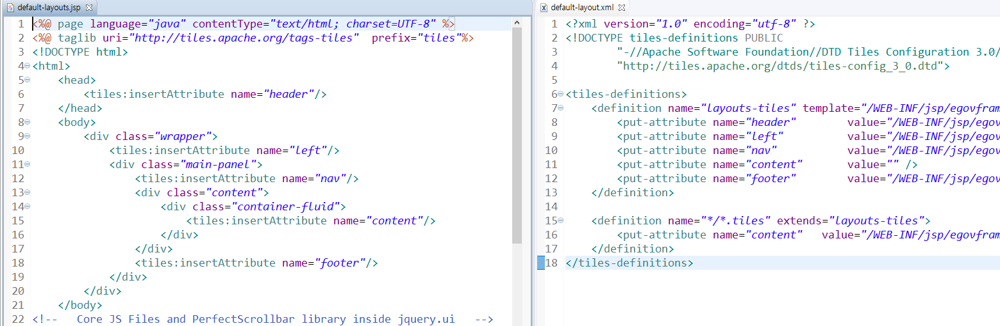 default-layouts.jsp
1 <%@ page language="java" contentType="text/html; charset=UTF-8" %>
2 <%@ taglib uri="http://tiles.apache.org/tags-tiles"  prefix="tiles"%>
3 <!DOCTYPE html>
4 <html>
5     <head>
6         <tiles:insertAttribute name="header"/>
7     </head>
8     <body>
9         <div class="wrapper">
10             <tiles:insertAttribute name="left"/>
11             <div class="main-panel">
12                 <tiles:insertAttribute name="nav"/>
13                 <div class="content">
14                     <div class="container-fluid">
15                         <tiles:insertAttribute name="content"/>
16                     </div>
17                 </div>
18                 <tiles:insertAttribute name="footer"/>
19             </div>
20         </div>
21     </body>
22 <!--   Core JS Files and PerfectScrollbar library inside jquery.ui   -->
default-layout.xml
1 <?xml version="1.0" encoding="utf-8" ?>
2 <!DOCTYPE tiles-definitions PUBLIC
3         "-//Apache Software Foundation//DTD Tiles Configuration 3.0/
4         "http://tiles.apache.org/dtds/tiles-config_3_0.dtd">
5
6 <tiles-definitions>
7     <definition name="layouts-tiles" template="/WEB-INF/jsp/egovfram
8         <put-attribute name="header"        value="/WEB-INF/jsp/egov
9         <put-attribute name="left"          value="/WEB-INF/jsp/egov
10         <put-attribute name="nav"           value="/WEB-INF/jsp/egov
11         <put-attribute name="content"       value="" />
12         <put-attribute name="footer"        value="/WEB-INF/jsp/egov
13     </definition>
14
15     <definition name="*/*.tiles" extends="layouts-tiles">
16         <put-attribute name="content"   value="/WEB-INF/jsp/egovfram
17     </definition>
18 </tiles-definitions>